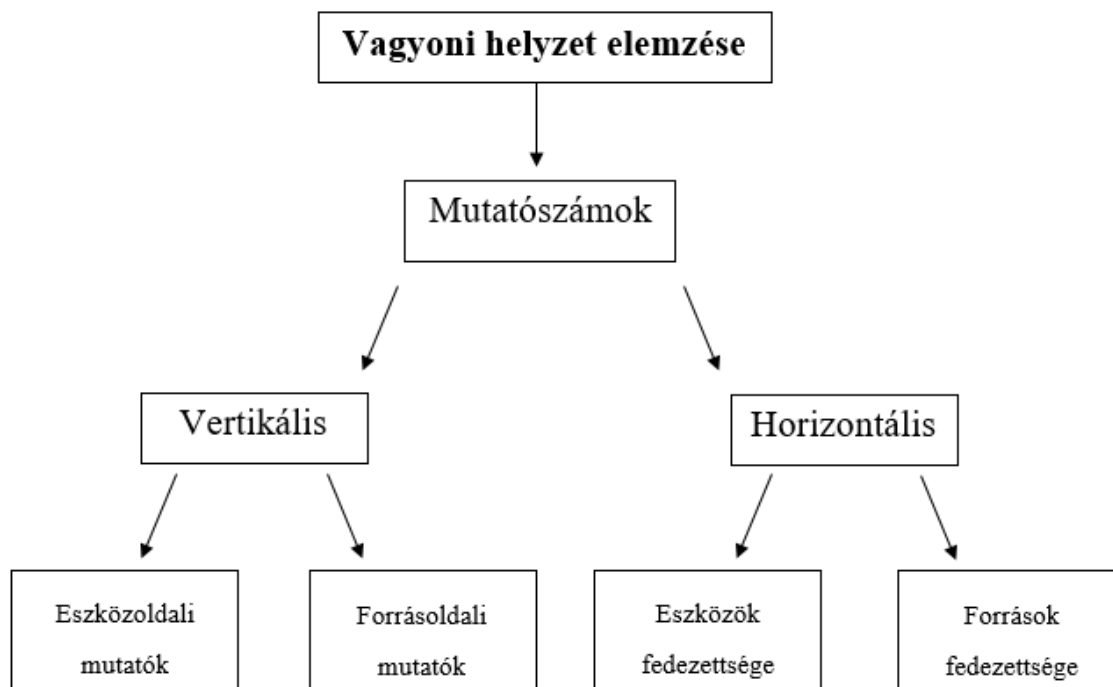 Vagyoni helyzet elemzése
Mutatószámok
Vertikális
Horizontális
Eszközoldali
mutatók
Forrásoldali
mutatók
Eszközök
fedezettsége
Források
fedezettsége